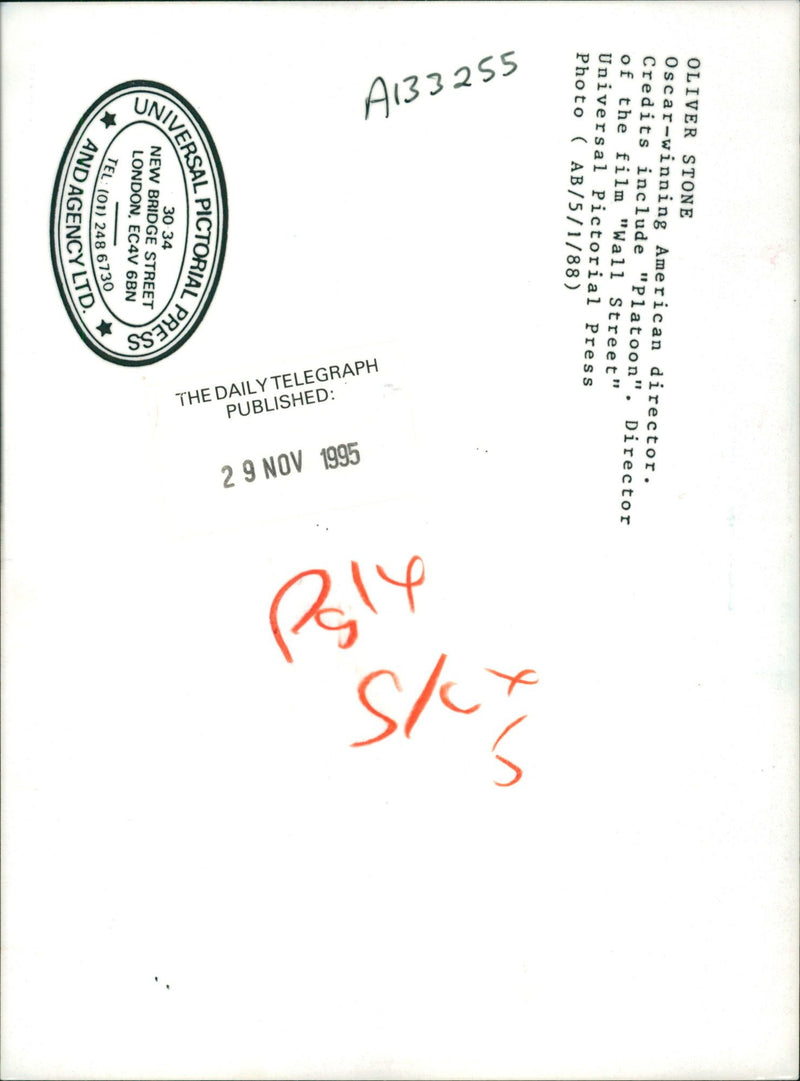 A133255
OLIVER STONE
Oscar-winning American director.
Credits include "Platoon". Director
of the film "Wall Street"
Universal Pictorial Press
Photo ( AB/5/1/88)
UNIVERSAL PICTORIAL PRESS
30 34
NEW BRIDGE STREET
LONDON, EC4V 6BN
TEL: (01) 248 6730
AND AGENCY LTD.
THE DAILY TELEGRAPH
PUBLISHED:
29 NOV 1995
Pg14